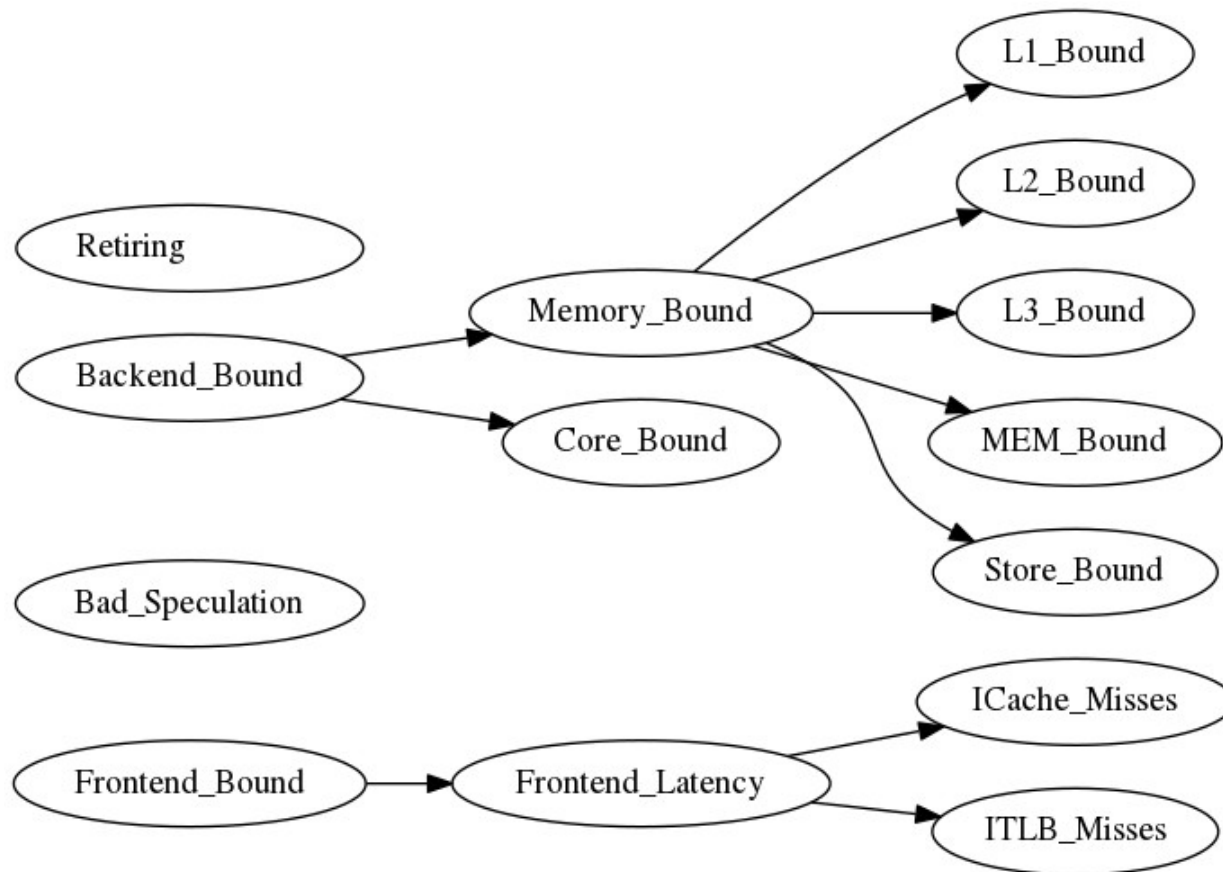 L1_Bound
L2_Bound
Retiring
Memory_Bound
L3_Bound
Backend_Bound
Core_Bound
MEM_Bound
Store_Bound
Bad_Speculation
ICache_Misses
Frontend_Bound
Frontend_Latency
ITLB_Misses